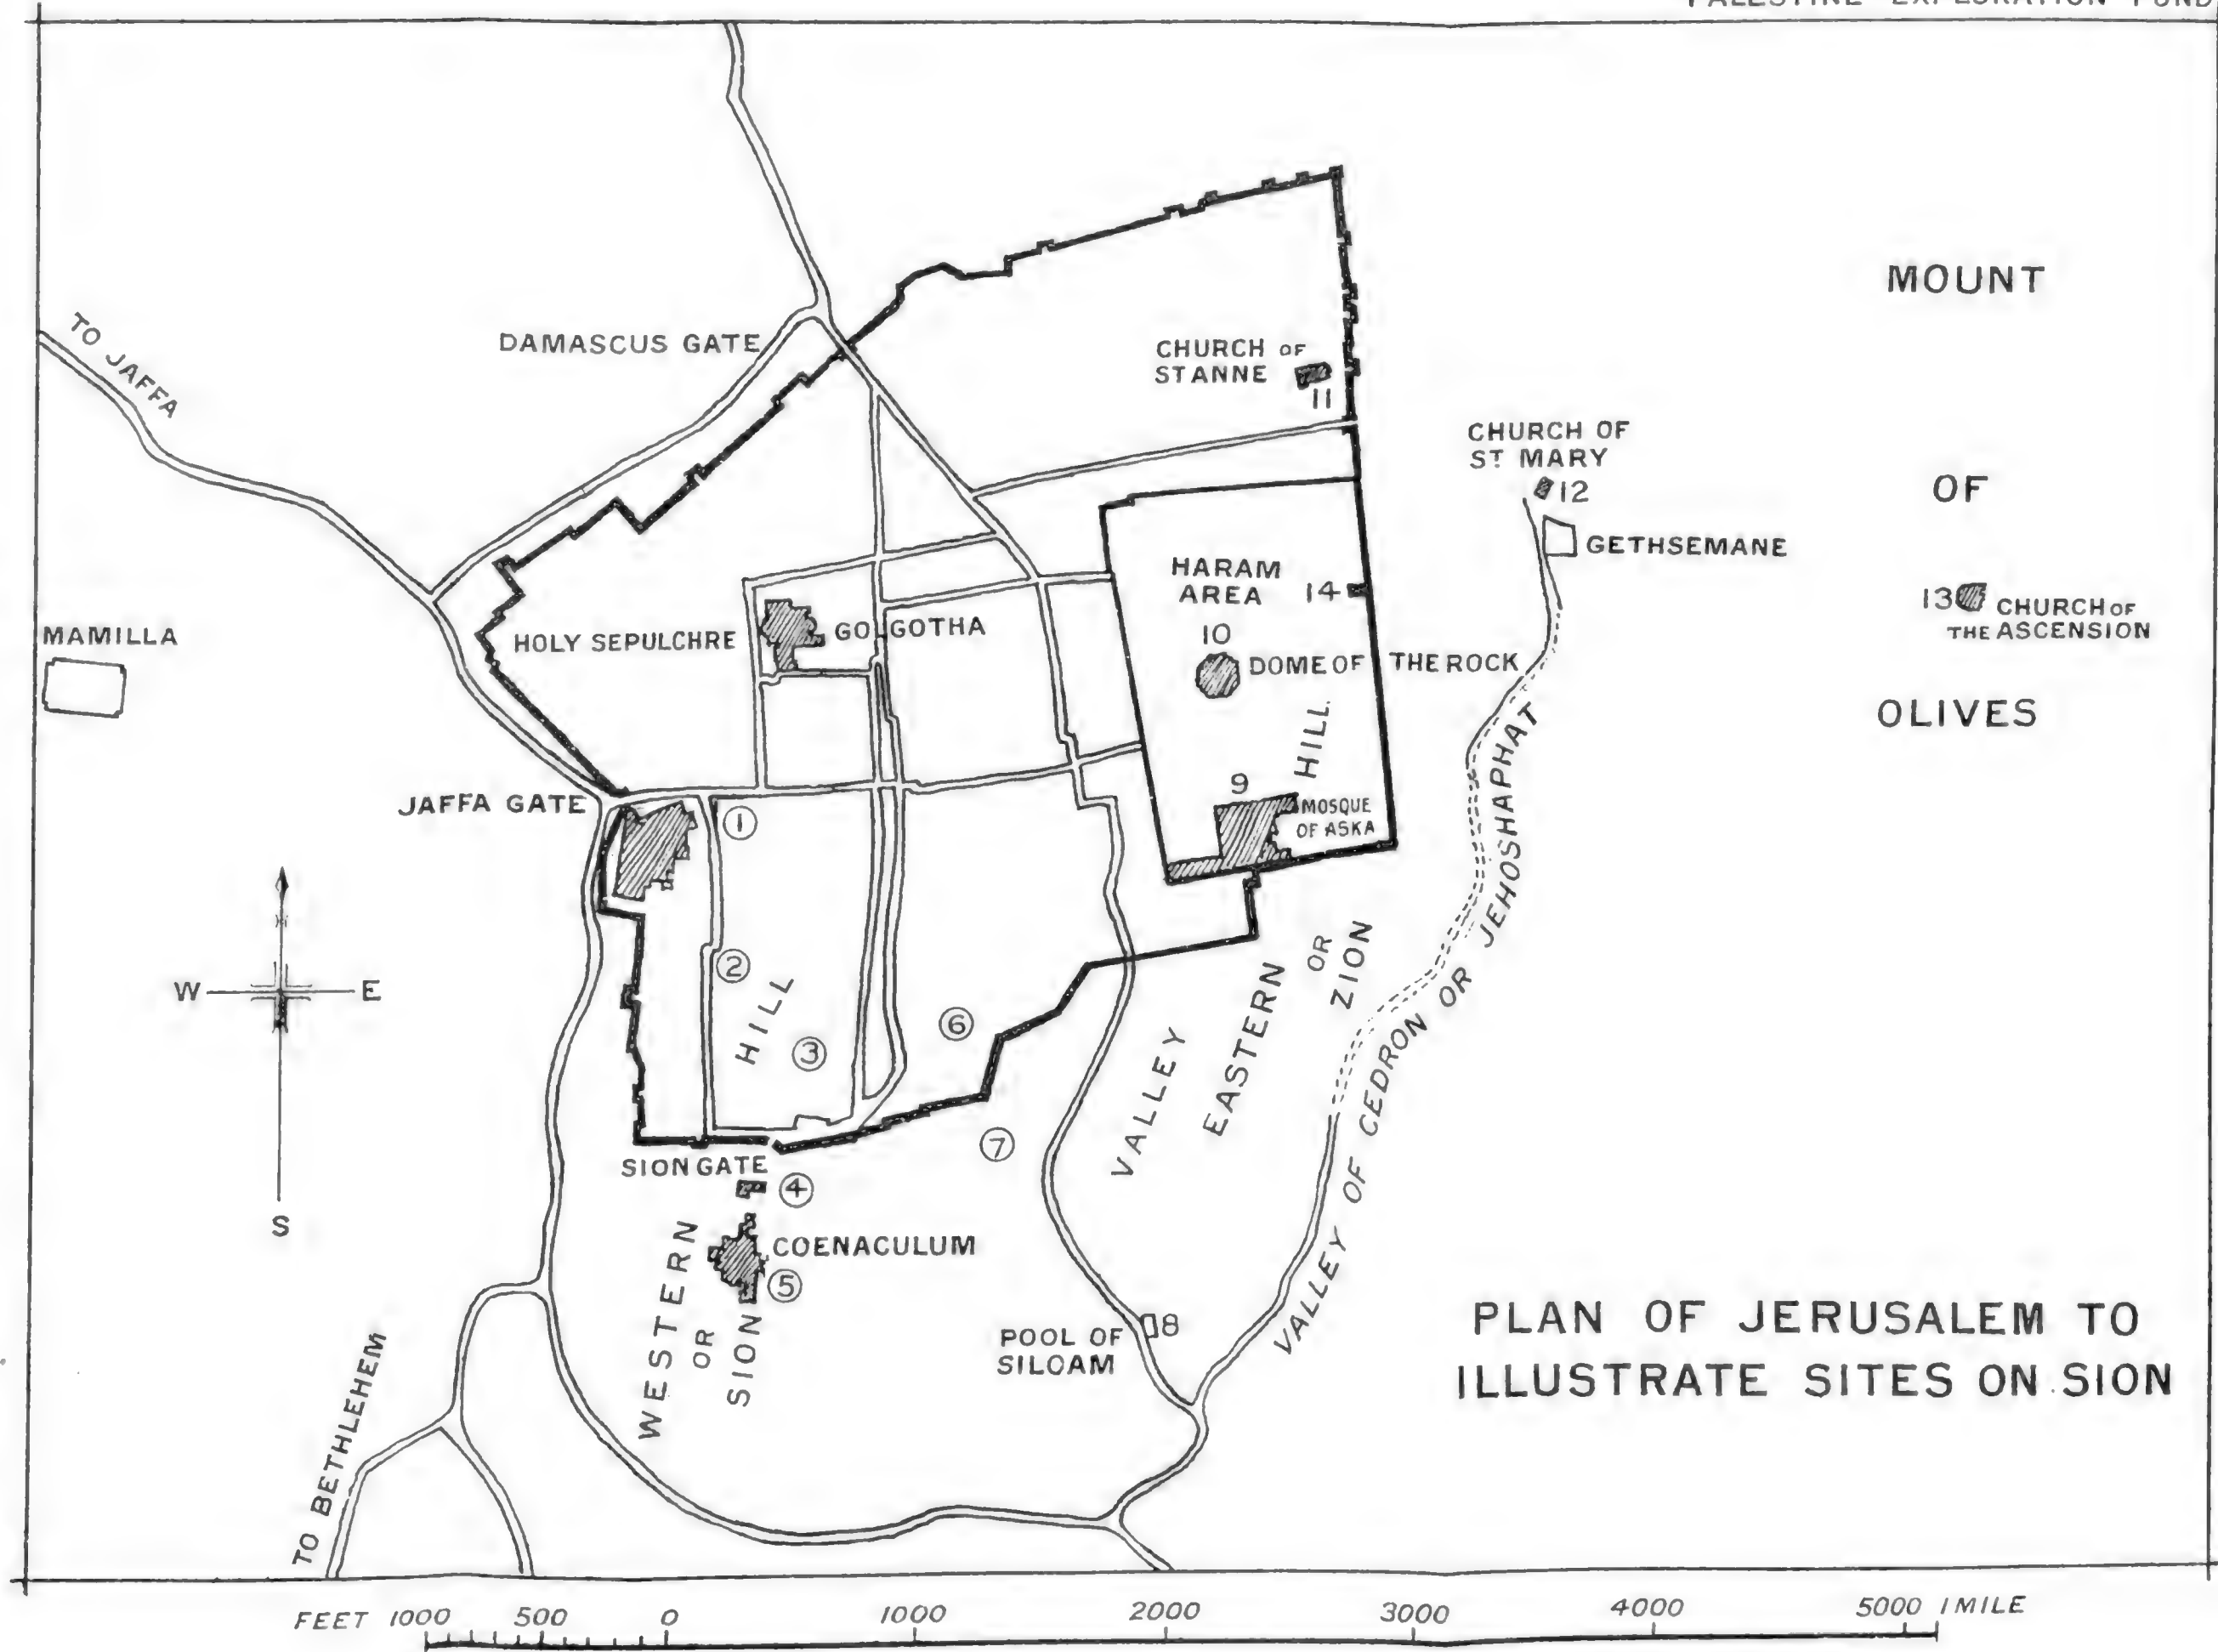 PALESTINE EXPLORATION FUND
MOUNT
OF
OLIVES
DAMASCUS GATE
TO JAFFA
CHURCH OF
ST ANNE
11
CHURCH OF
ST MARY
12
GETHSEMANE
HARAM
AREA
14
13
CHURCH OF
THE ASCENSION
MAMILLA
HOLY SEPULCHRE
GOLGOTHA
10
DOME OF THE ROCK
JAFFA GATE
1
9
MOSQUE
OF ASKA
HILL
EASTERN
OR
ZION
VALLEY OF CEDRON OR JEHOSHAPHAT
W E
S
2
HILL
3
6
VALLEY
7
SION GATE
4
COENACULUM
5
WESTERN
OR
SION
POOL OF
SILOAM
8
TO BETHLEHEM
PLAN OF JERUSALEM TO
ILLUSTRATE SITES ON SION
FEET 1000 500 0 1000 2000 3000 4000 5000 1 MILE